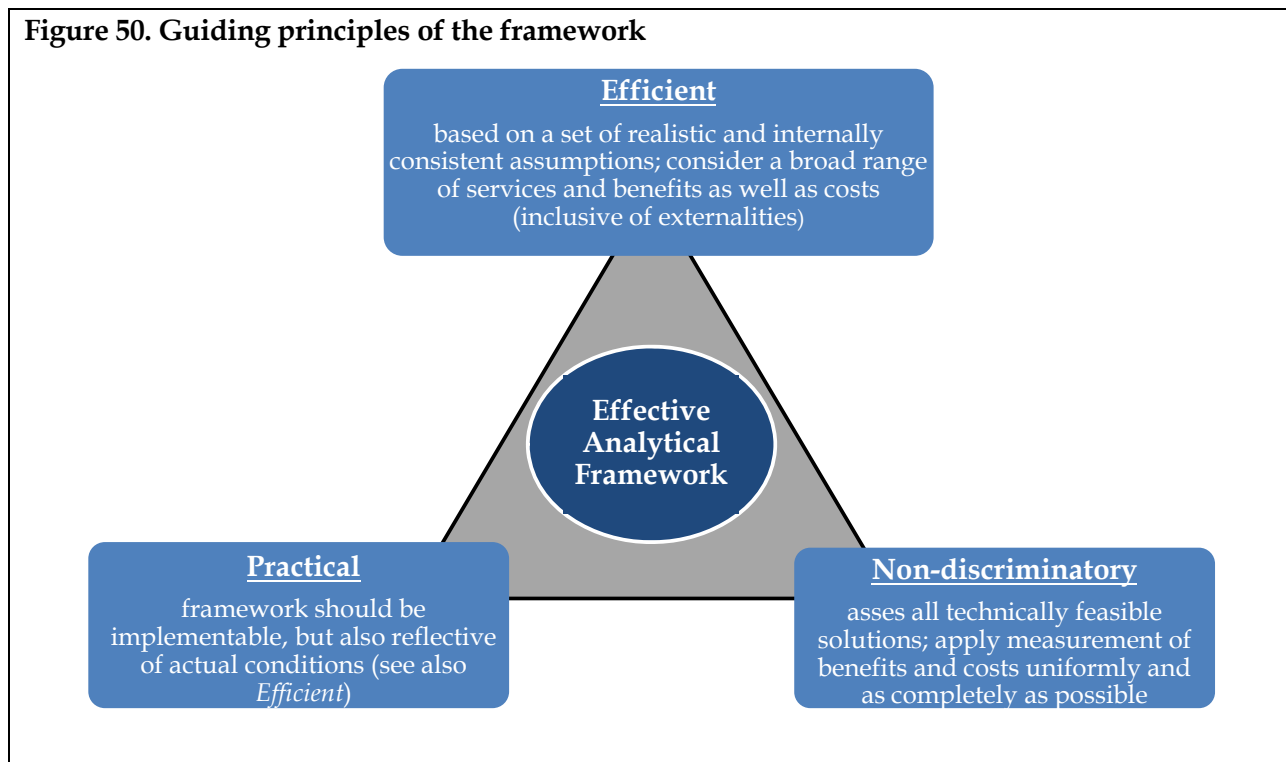 Figure 50. Guiding principles of the framework
Efficient
based on a set of realistic and internally
consistent assumptions; consider a broad range
of services and benefits as well as costs
(inclusive of externalities)
Effective
Analytical
Framework
Practical
framework should be
implementable, but also reflective
of actual conditions (see also
Efficient)
Non-discriminatory
asses all technically feasible
solutions; apply measurement of
benefits and costs uniformly and
as completely as possible